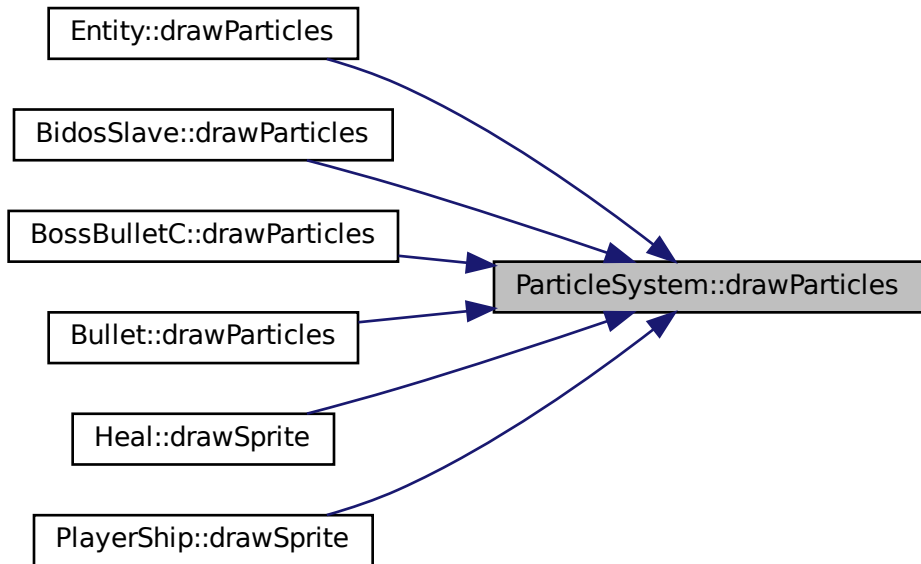 Entity::drawParticles
BidosSlave::drawParticles
BossBulletC::drawParticles
ParticleSystem::drawParticles
Bullet::drawParticles
Heal::drawSprite
PlayerShip::drawSprite